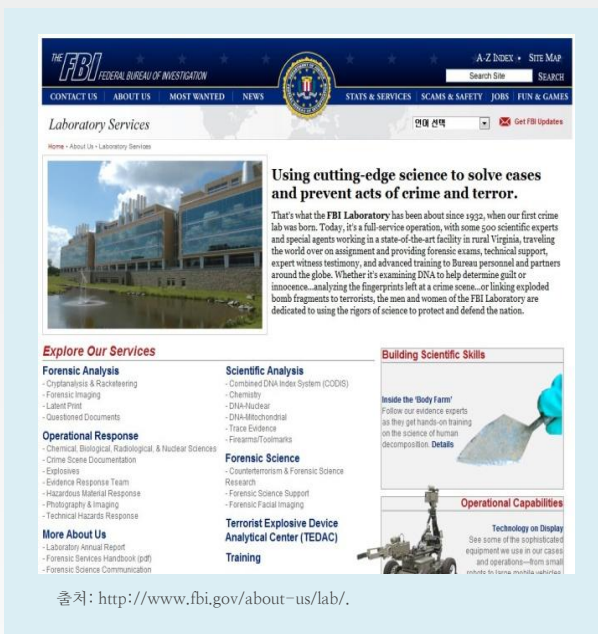 THE FBI FEDERAL BUREAU OF INVESTIGATION
A-Z INDEX • SITE MAP
Search Site SEARCH
CONTACT US ABOUT US MOST WANTED NEWS STATS & SERVICES SCAMS & SAFETY JOBS FUN & GAMES
Laboratory Services
언어 선택 Get FBI Updates
Home • About Us • Laboratory Services
Using cutting-edge science to solve cases
and prevent acts of crime and terror.
That's what the FBI Laboratory has been about since 1932, when our first crime
lab was born. Today, it's a full-service operation, with some 500 scientific experts
and special agents working in a state-of-the-art facility in rural Virginia, traveling
the world over on assignment and providing forensic exams, technical support,
expert witness testimony, and advanced training to Bureau personnel and partners
around the globe. Whether it's examining DNA to help determine guilt or
innocence...analyzing the fingerprints left at a crime scene...or linking exploded
bomb fragments to terrorists, the men and women of the FBI Laboratory are
dedicated to using the rigors of science to protect and defend the nation.
Explore Our Services
Forensic Analysis
- Cryptanalysis & Racketeering
- Forensic Imaging
- Latent Print
- Questioned Documents
Operational Response
- Chemical, Biological, Radiological, & Nuclear Sciences
- Crime Scene Documentation
- Explosives
- Evidence Response Team
- Hazardous Material Response
- Photography & Imaging
- Technical Hazards Response
More About Us
- Laboratory Annual Report
- Forensic Services Handbook (pdf)
- Forensic Science Communication
Scientific Analysis
- Combined DNA Index System (CODIS)
- Chemistry
- DNA-Nuclear
- DNA-Mitochondrial
- Trace Evidence
- Firearms/Toolmarks
Forensic Science
- Counterterrorism & Forensic Science
Research
- Forensic Science Support
- Forensic Facial Imaging
Terrorist Explosive Device
Analytical Center (TEDAC)
Training
Building Scientific Skills
Inside the 'Body Farm'
Follow our evidence experts
as they get hands-on training
on the science of human
decomposition. Details
Operational Capabilities
Technology on Display
See some of the sophisticated
equipment we use in our cases
and operations—from small
robots to large mobile vehicles.
출처: http://www.fbi.gov/about-us/lab/.